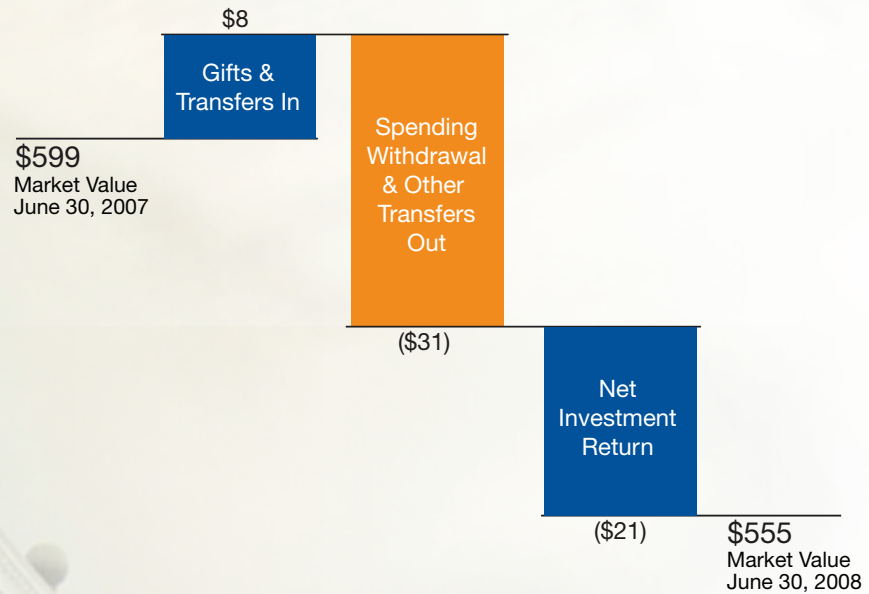 $8
Gifts &
Transfers In
$599
Market Value
June 30, 2007
Spending
Withdrawal
& Other
Transfers
Out
($31)
Net
Investment
Return
($21)
$555
Market Value
June 30, 2008